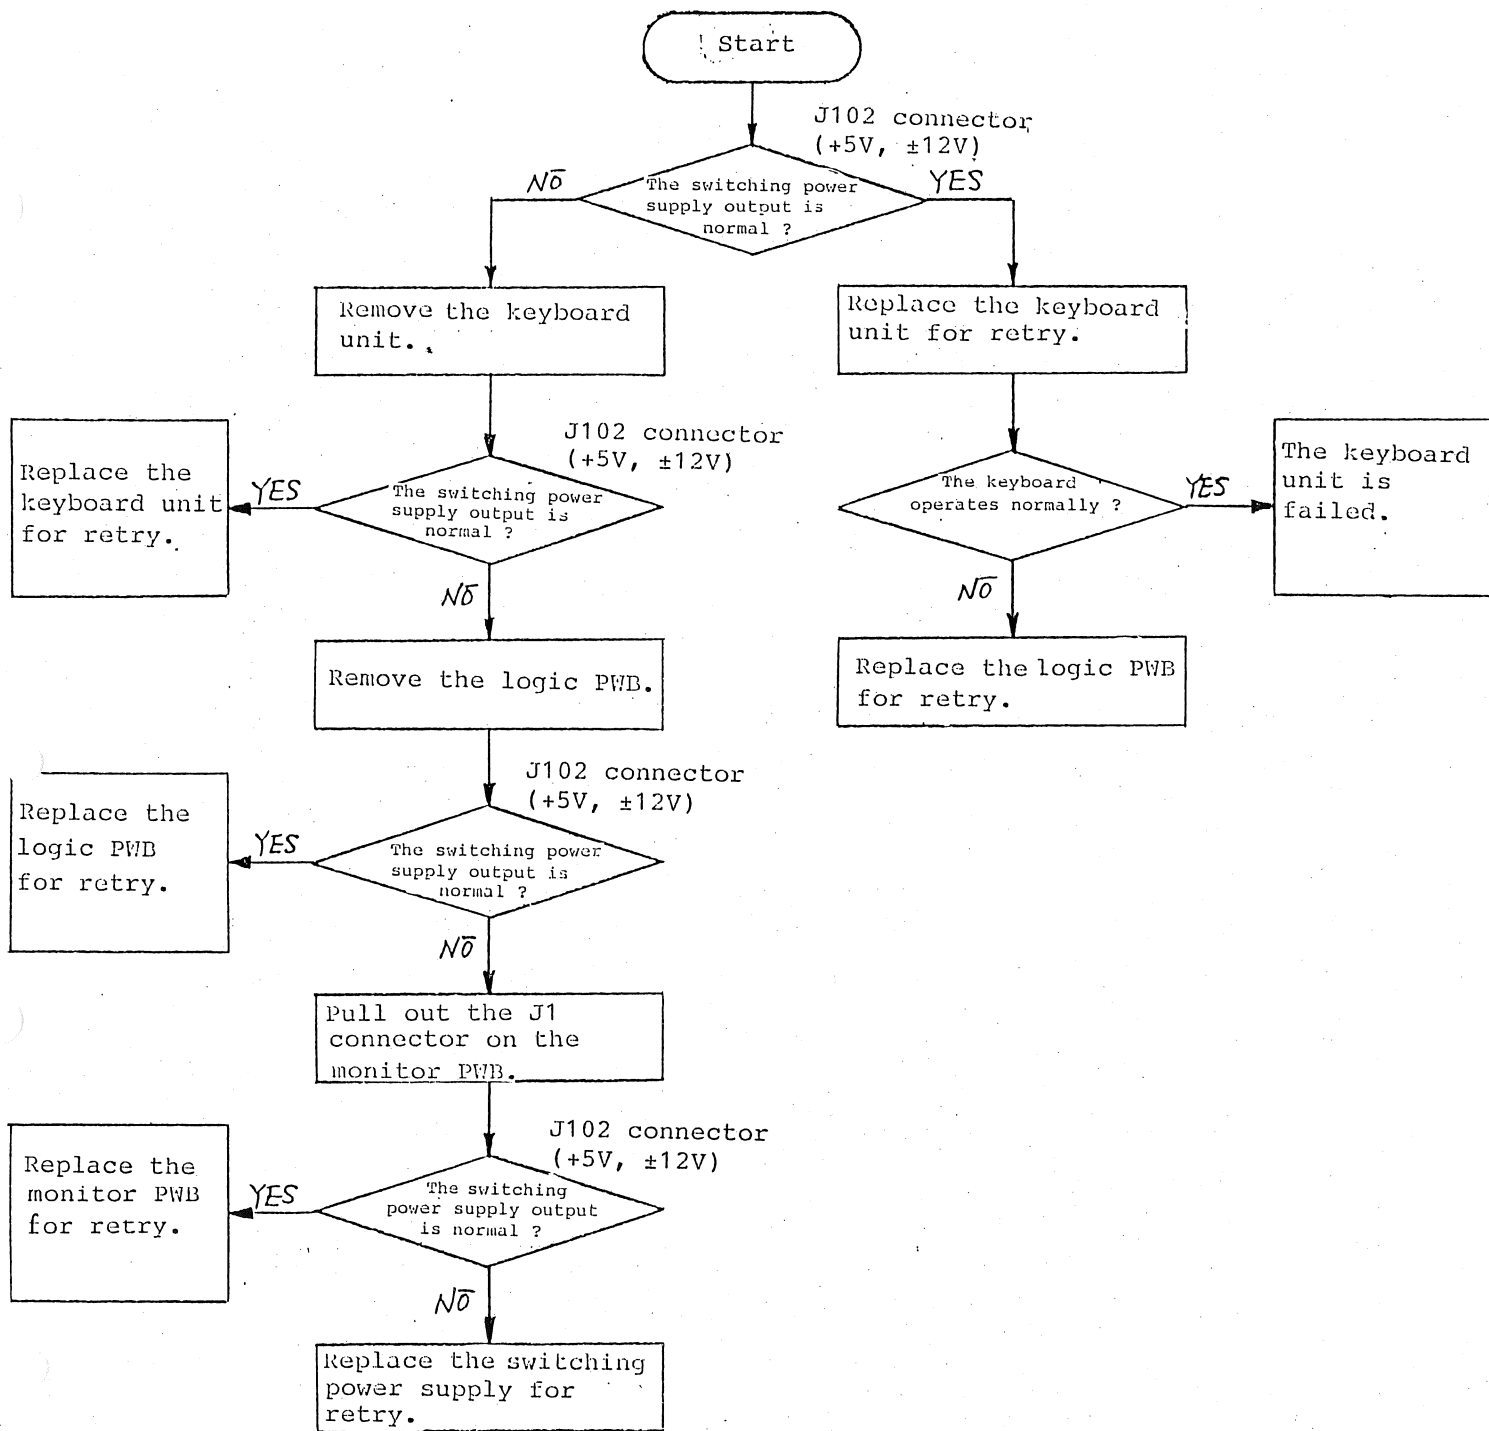 Start
J102 connector
(+5V, ±12V)
NO
YES
The switching power
supply output is
normal ?
Remove the keyboard
unit.
Replace the keyboard
unit for retry.
J102 connector
(+5V, ±12V)
Replace the
keyboard unit
for retry.
YES
The switching power
supply output is
normal ?
The keyboard
operates normally ?
YES
The keyboard
unit is
failed.
NO
NO
Remove the logic PWB.
Replace the logic PWB
for retry.
J102 connector
(+5V, ±12V)
Replace the
logic PWB
for retry.
YES
The switching power
supply output is
normal ?
NO
Pull out the J1
connector on the
monitor PWB.
J102 connector
(+5V, ±12V)
Replace the
monitor PWB
for retry.
YES
The switching
power supply output
is normal ?
NO
Replace the switching
power supply for
retry.